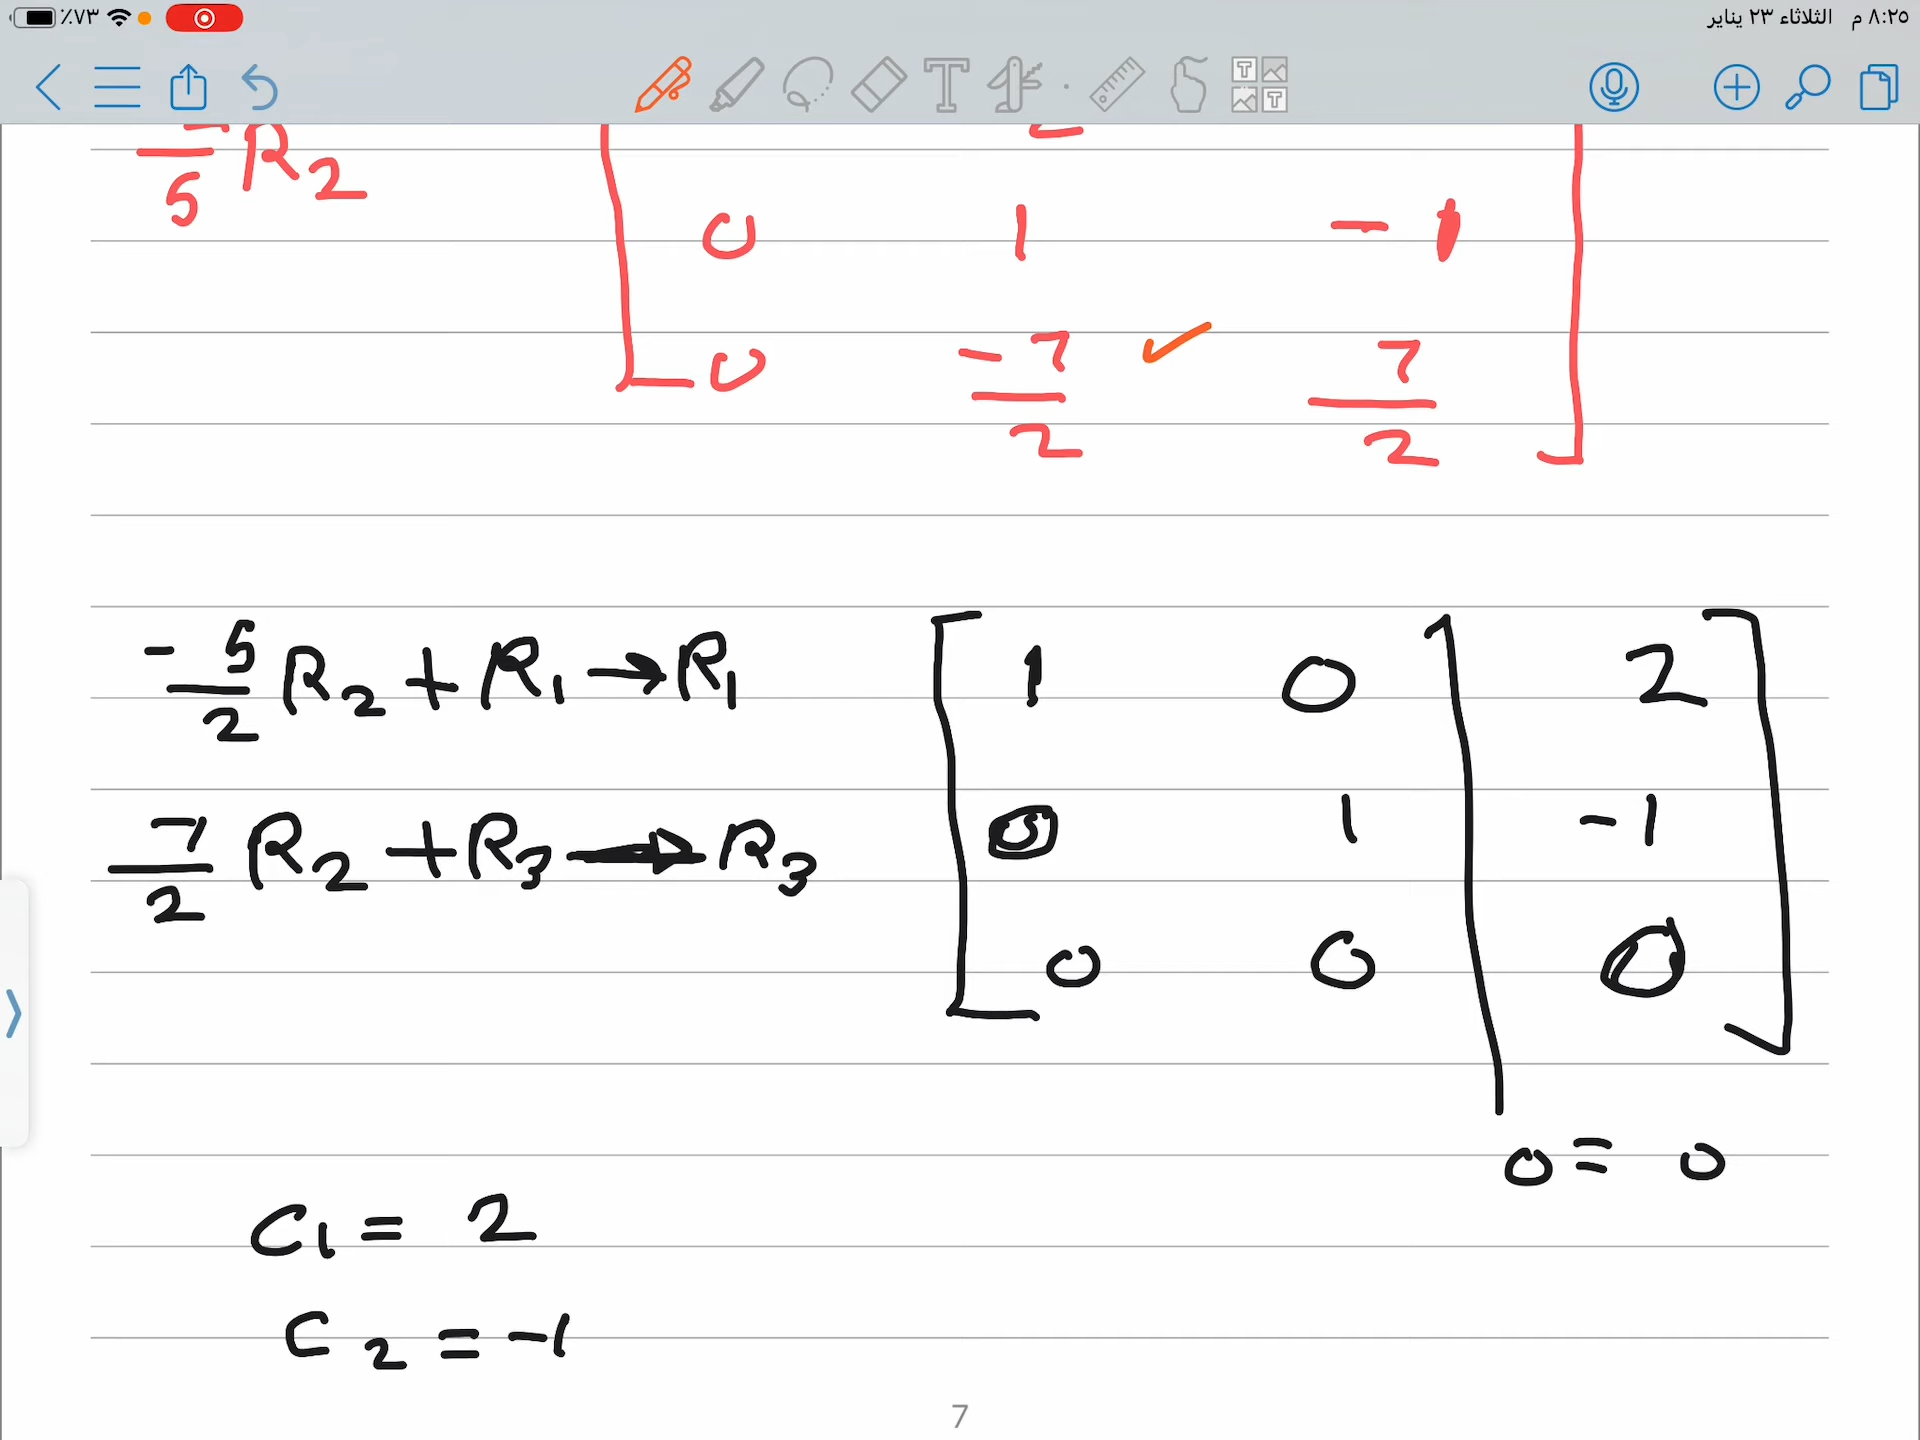 ٪٧٣ ٨:٢٥ م الثلاثاء ٢٣ يناير
/5 R2 2
0 1 -1
0 -7/2 ✓ 7/2
-5/2 R2 + R1 → R1 [1 0 | 2]
7/2 R2 + R3 → R3 [0 1 | -1]
[0 0 | 0]
0 = 0
C1 = 2
C2 = -1
7